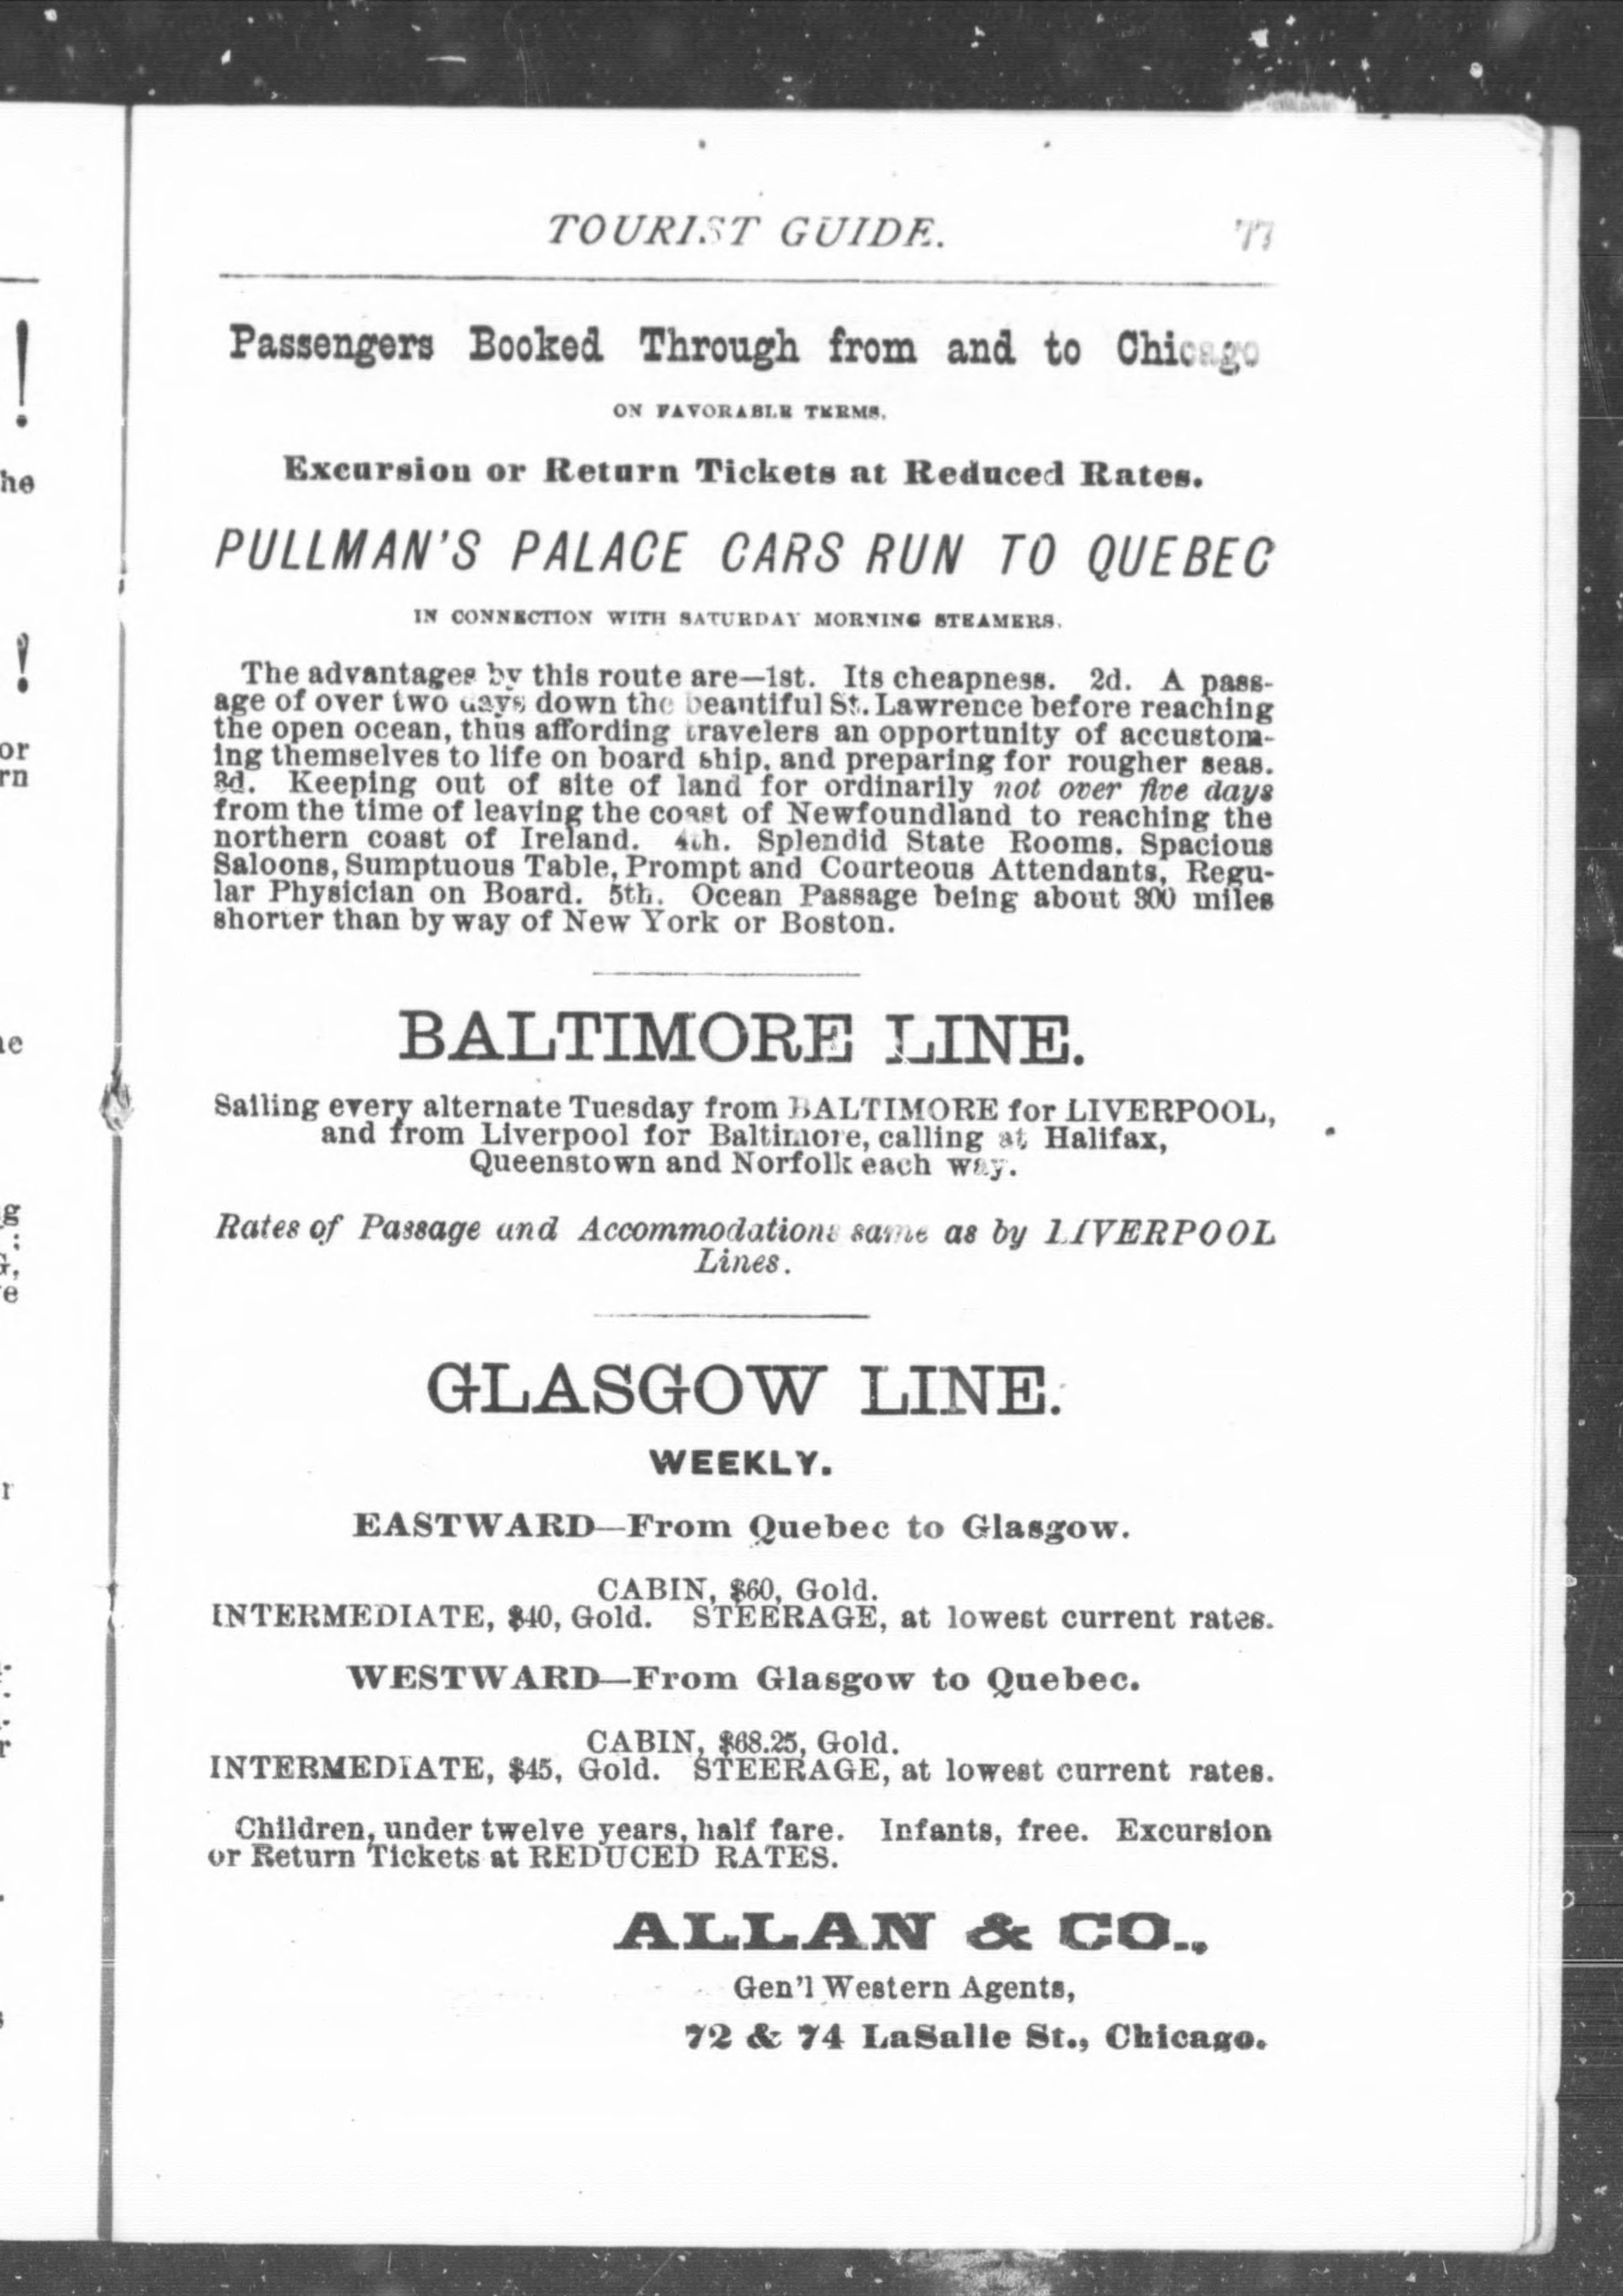 TOURIST GUIDE. 77
Passengers Booked Through from and to Chicago
ON FAVORABLE TERMS.
Excursion or Return Tickets at Reduced Rates.
PULLMAN'S PALACE CARS RUN TO QUEBEC
IN CONNECTION WITH SATURDAY MORNING STEAMERS.
The advantages by this route are—1st. Its cheapness. 2d. A pass-
age of over two days down the beautiful St. Lawrence before reaching
the open ocean, thus affording travelers an opportunity of accustom-
ing themselves to life on board ship, and preparing for rougher seas.
3d. Keeping out of site of land for ordinarily not over five days
from the time of leaving the coast of Newfoundland to reaching the
northern coast of Ireland. 4th. Splendid State Rooms. Spacious
Saloons, Sumptuous Table, Prompt and Courteous Attendants, Regu-
lar Physician on Board. 5th. Ocean Passage being about 300 miles
shorter than by way of New York or Boston.
BALTIMORE LINE.
Sailing every alternate Tuesday from BALTIMORE for LIVERPOOL,
and from Liverpool for Baltimore, calling at Halifax,
Queenstown and Norfolk each way.
Rates of Passage and Accommodations same as by LIVERPOOL
Lines.
GLASGOW LINE.
WEEKLY.
EASTWARD—From Quebec to Glasgow.
CABIN, $60, Gold.
INTERMEDIATE, $40, Gold. STEERAGE, at lowest current rates.
WESTWARD—From Glasgow to Quebec.
CABIN, $68.25, Gold.
INTERMEDIATE, $45, Gold. STEERAGE, at lowest current rates.
Children, under twelve years, half fare. Infants, free. Excursion
or Return Tickets at REDUCED RATES.
ALLAN & CO.,
Gen'l Western Agents,
72 & 74 LaSalle St., Chicago.